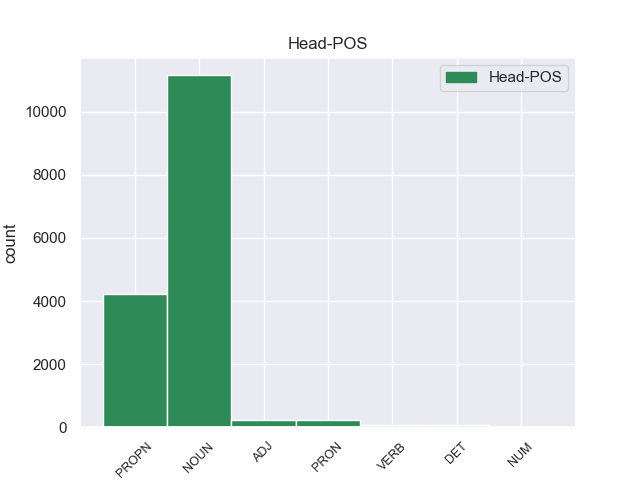 Head-POS
Head-POS
10000
8000
6000
4000
2000
0
count
PROPN
NOUN
ADJ
PRON
VERB
DET
NUM